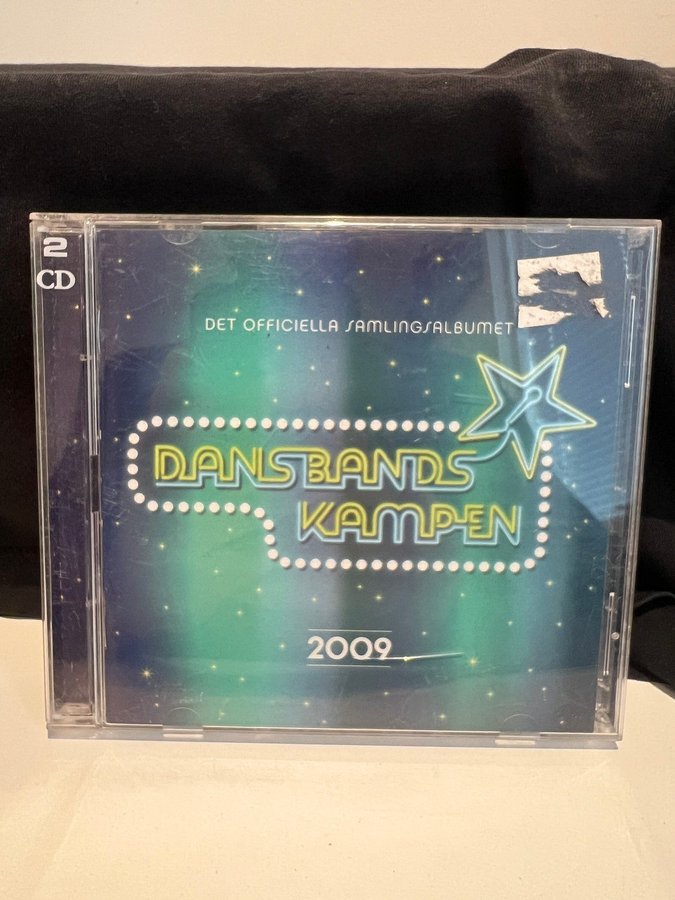 2
CD
DET OFFICIELLA SAMLINGSALBUMET
DANSBANDS
KAMPEN
2009